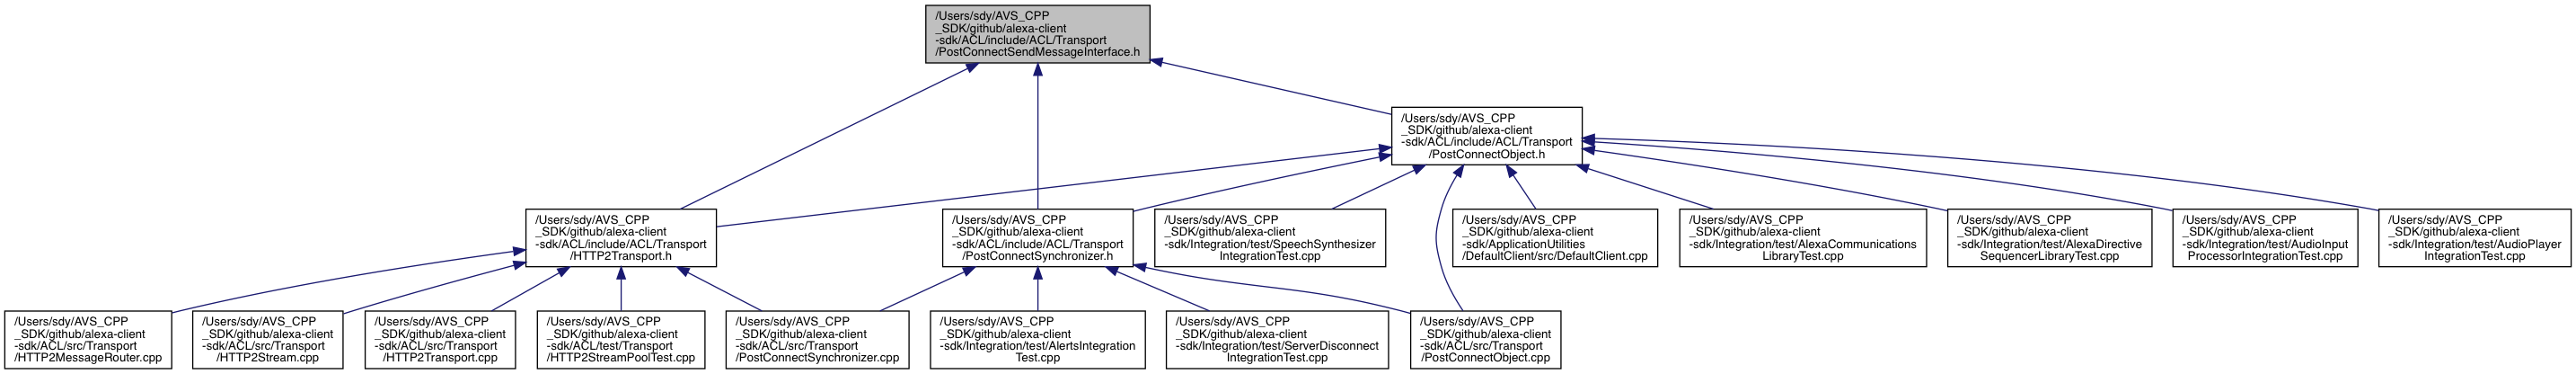 /Users/sdy/AVS_CPP
_SDK/github/alexa-client
-sdk/ACL/include/ACL/Transport
/PostConnectSendMessageInterface.h
/Users/sdy/AVS_CPP
_SDK/github/alexa-client
-sdk/ACL/include/ACL/Transport
/PostConnectObject.h
/Users/sdy/AVS_CPP
_SDK/github/alexa-client
-sdk/ACL/include/ACL/Transport
/HTTP2Transport.h
/Users/sdy/AVS_CPP
_SDK/github/alexa-client
-sdk/ACL/include/ACL/Transport
/PostConnectSynchronizer.h
/Users/sdy/AVS_CPP
_SDK/github/alexa-client
-sdk/Integration/test/SpeechSynthesizer
IntegrationTest.cpp
/Users/sdy/AVS_CPP
_SDK/github/alexa-client
-sdk/ApplicationUtilities
/DefaultClient/src/DefaultClient.cpp
/Users/sdy/AVS_CPP
_SDK/github/alexa-client
-sdk/Integration/test/AlexaCommunications
LibraryTest.cpp
/Users/sdy/AVS_CPP
_SDK/github/alexa-client
-sdk/Integration/test/AlexaDirective
SequencerLibraryTest.cpp
/Users/sdy/AVS_CPP
_SDK/github/alexa-client
-sdk/Integration/test/AudioInput
ProcessorIntegrationTest.cpp
/Users/sdy/AVS_CPP
_SDK/github/alexa-client
-sdk/Integration/test/AudioPlayer
IntegrationTest.cpp
/Users/sdy/AVS_CPP
_SDK/github/alexa-client
-sdk/ACL/src/Transport
/HTTP2MessageRouter.cpp
/Users/sdy/AVS_CPP
_SDK/github/alexa-client
-sdk/ACL/src/Transport
/HTTP2Stream.cpp
/Users/sdy/AVS_CPP
_SDK/github/alexa-client
-sdk/ACL/src/Transport
/HTTP2Transport.cpp
/Users/sdy/AVS_CPP
_SDK/github/alexa-client
-sdk/ACL/test/Transport
/HTTP2StreamPoolTest.cpp
/Users/sdy/AVS_CPP
_SDK/github/alexa-client
-sdk/ACL/src/Transport
/PostConnectSynchronizer.cpp
/Users/sdy/AVS_CPP
_SDK/github/alexa-client
-sdk/Integration/test/AlertsIntegration
Test.cpp
/Users/sdy/AVS_CPP
_SDK/github/alexa-client
-sdk/Integration/test/ServerDisconnect
IntegrationTest.cpp
/Users/sdy/AVS_CPP
_SDK/github/alexa-client
-sdk/ACL/src/Transport
/PostConnectObject.cpp